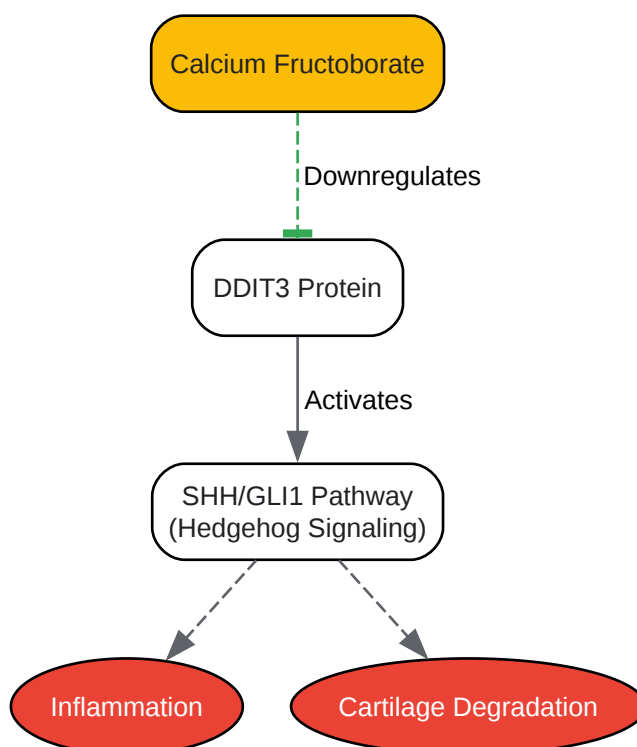 Calcium Fructoborate
Downregulates
DDIT3 Protein
Activates
SHH/GLI1 Pathway
(Hedgehog Signaling)
Inflammation
Cartilage Degradation